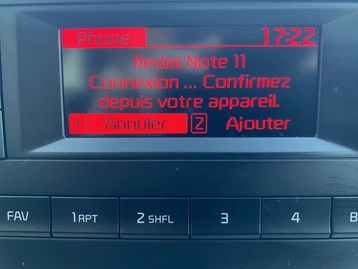 Phone 17:22
Redmi Note 11
Connexion ... Confirmez
depuis votre appareil.
1 Annuler 2 Ajouter
FAV 1 RPT 2 SHFL 3 4